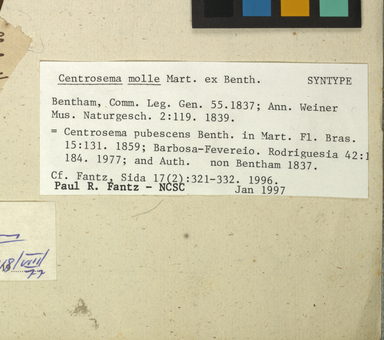 Centrosema molle Mart. ex Benth. SYNTYPE
Bentham, Comm. Leg. Gen. 55.1837; Ann. Weiner
Mus. Naturgesch. 2:119. 1839.
= Centrosema pubescens Benth. in Mart. Fl. Bras.
15:131. 1859; Barbosa-Fevereio. Rodriguesia 42:1
184. 1977; and Auth. non Bentham 1837.
Cf. Fantz, Sida 17(2):321-332. 1996.
Paul R. Fantz - NCSC Jan 1997
/VIII/
77